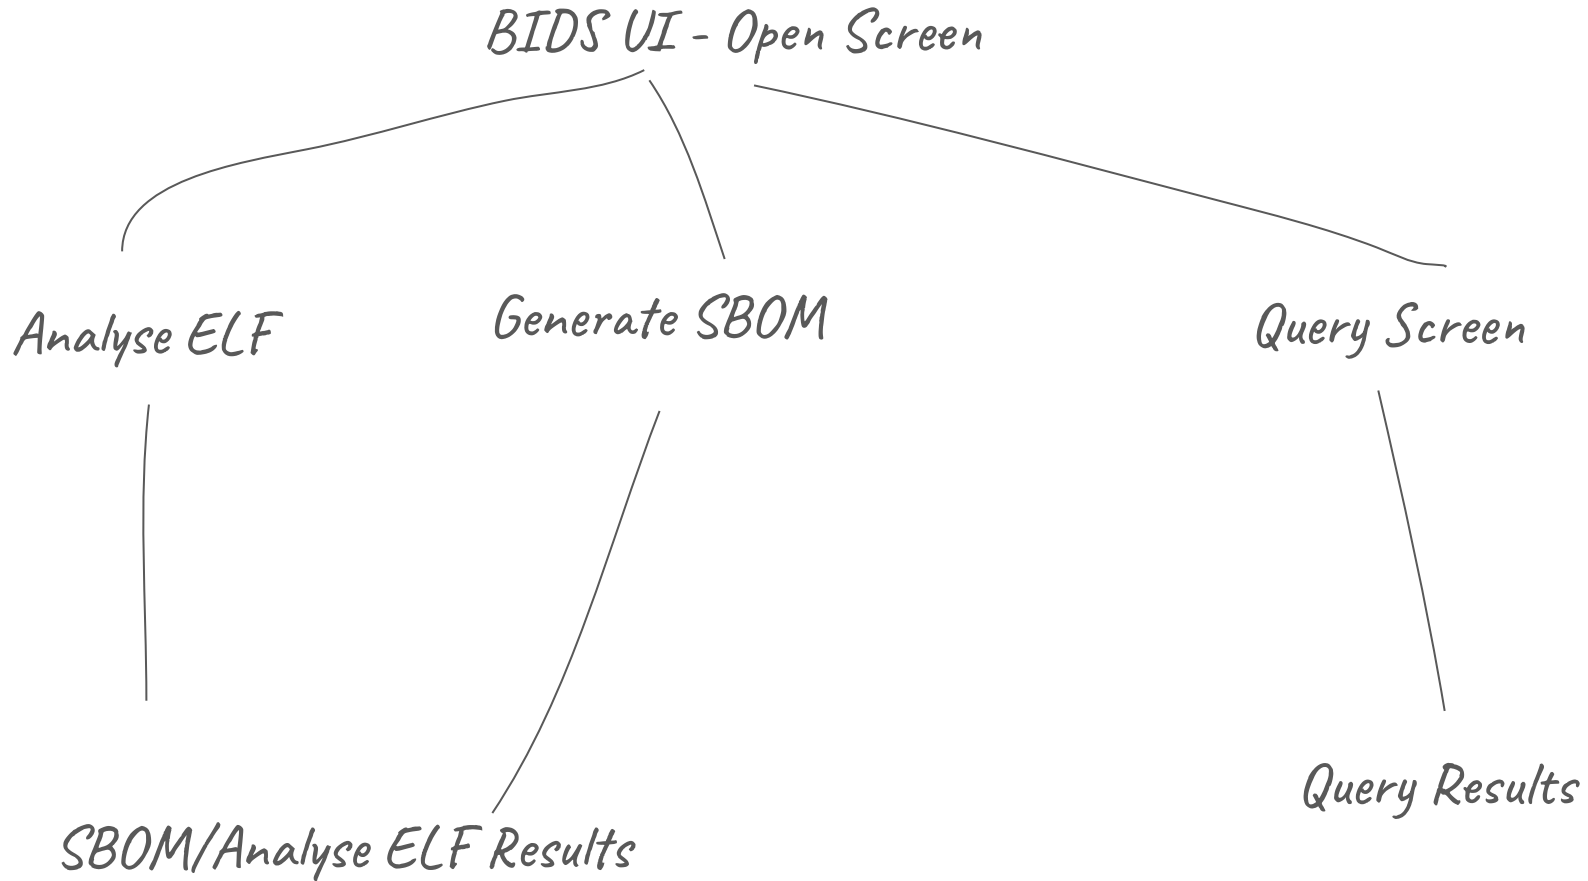 BIDS UI - Open Screen
Analyse ELF
Generate SBOM
Query Screen
Query Results
SBOM/Analyse ELF Results